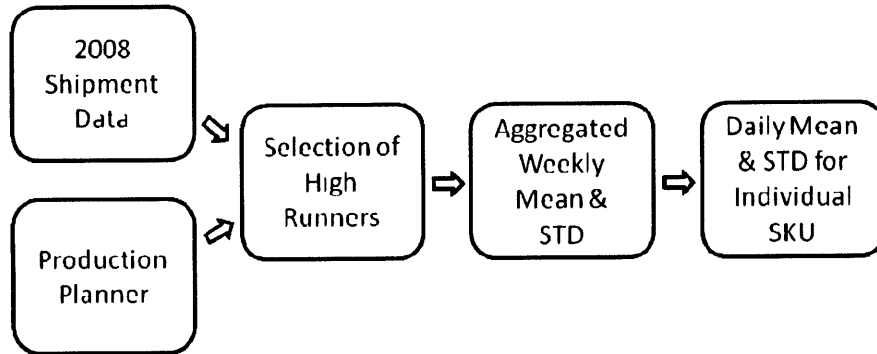 2008
Shipment
Data
Production
Planner
Selection of
High
Runners
Aggregated
Weekly
Mean &
STD
Daily Mean
& STD for
Individual
SKU